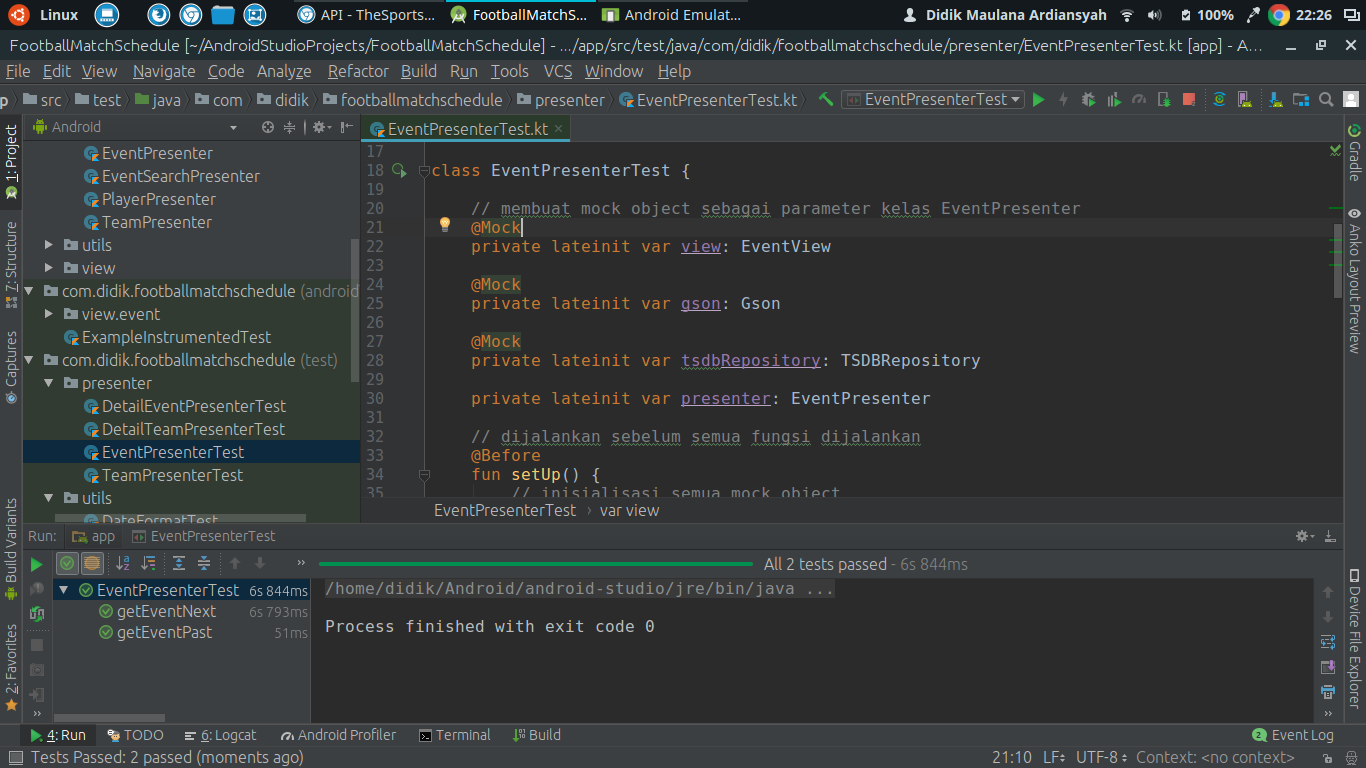 Linux
API - TheSports...
FootballMatchS...
Android Emulat...
Didik Maulana Ardiansyah
100%
22:26
FootballMatchSchedule [~/AndroidStudioProjects/FootballMatchSchedule] - .../app/src/test/java/com/didik/footballmatchschedule/presenter/EventPresenterTest.kt [app] - A...
File Edit View Navigate Code Analyze Refactor Build Run Tools VCS Window Help
p src test java com didik footballmatchschedule presenter EventPresenterTest.kt
EventPresenterTest
Android
EventPresenterTest.kt
1: Project
7: Structure
Captures
Build Variants
2: Favorites
EventPresenter
EventSearchPresenter
PlayerPresenter
TeamPresenter
utils
view
com.didik.footballmatchschedule (android
view.event
ExampleInstrumentedTest
com.didik.footballmatchschedule (test)
presenter
DetailEventPresenterTest
DetailTeamPresenterTest
EventPresenterTest
TeamPresenterTest
utils
DateFormatTest
17
18 class EventPresenterTest {
19
20 // membuat mock object sebagai parameter kelas EventPresenter
21 @Mock
22 private lateinit var view: EventView
23
24 @Mock
25 private lateinit var gson: Gson
26
27 @Mock
28 private lateinit var tsdbRepository: TSDBRepository
29
30 private lateinit var presenter: EventPresenter
31
32 // dijalankan sebelum semua fungsi dijalankan
33 @Before
34 fun setUp() {
35 // inisialisasi semua mock object
EventPresenterTest › var view
Gradle
Anko Layout Preview
Device File Explorer
Run: app EventPresenterTest
All 2 tests passed - 6s 844ms
EventPresenterTest 6s 844ms
getEventNext 6s 793ms
getEventPast 51ms
/home/didik/Android/android-studio/jre/bin/java ...
Process finished with exit code 0
4: Run TODO 6: Logcat Android Profiler Terminal Build 2 Event Log
Tests Passed: 2 passed (moments ago)
21:10 LF÷ UTF-8÷ Context: <no context>